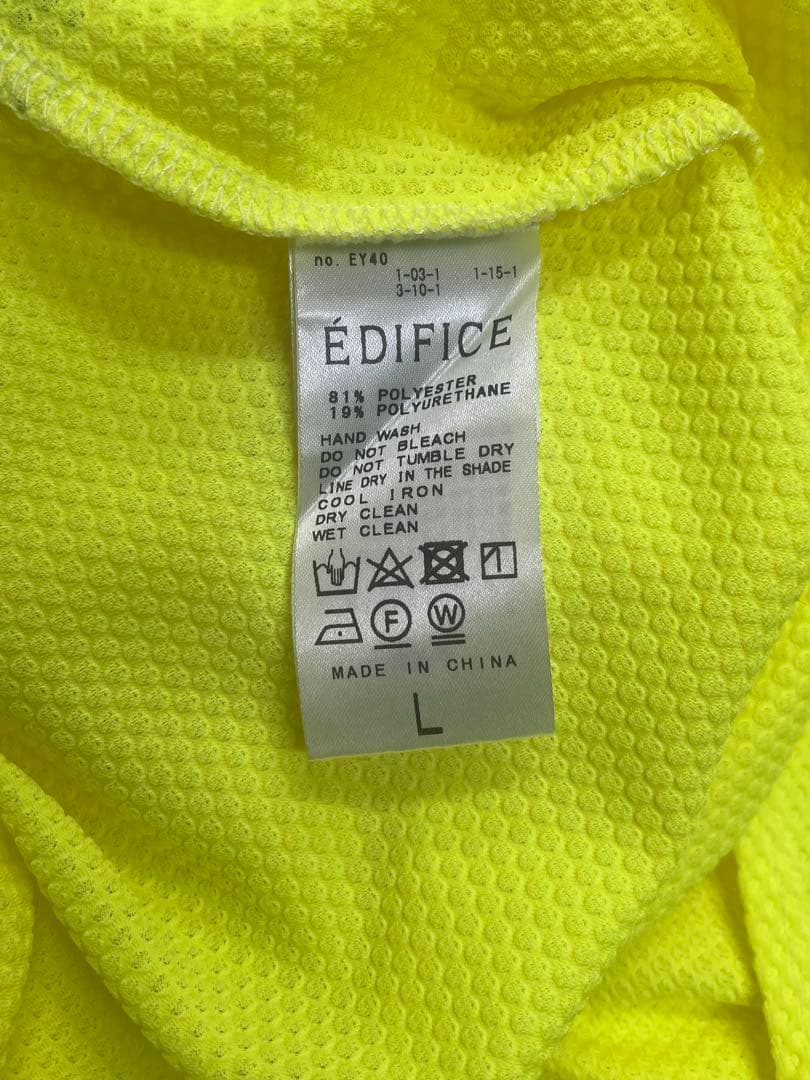 no. EY40
1-03-1 1-15-1
3-10-1
ÉDIFICE
81% POLYESTER
19% POLYURETHANE
HAND WASH
DO NOT BLEACH
DO NOT TUMBLE DRY
LINE DRY IN THE SHADE
COOL IRON
DRY CLEAN
WET CLEAN
F W
MADE IN CHINA
L